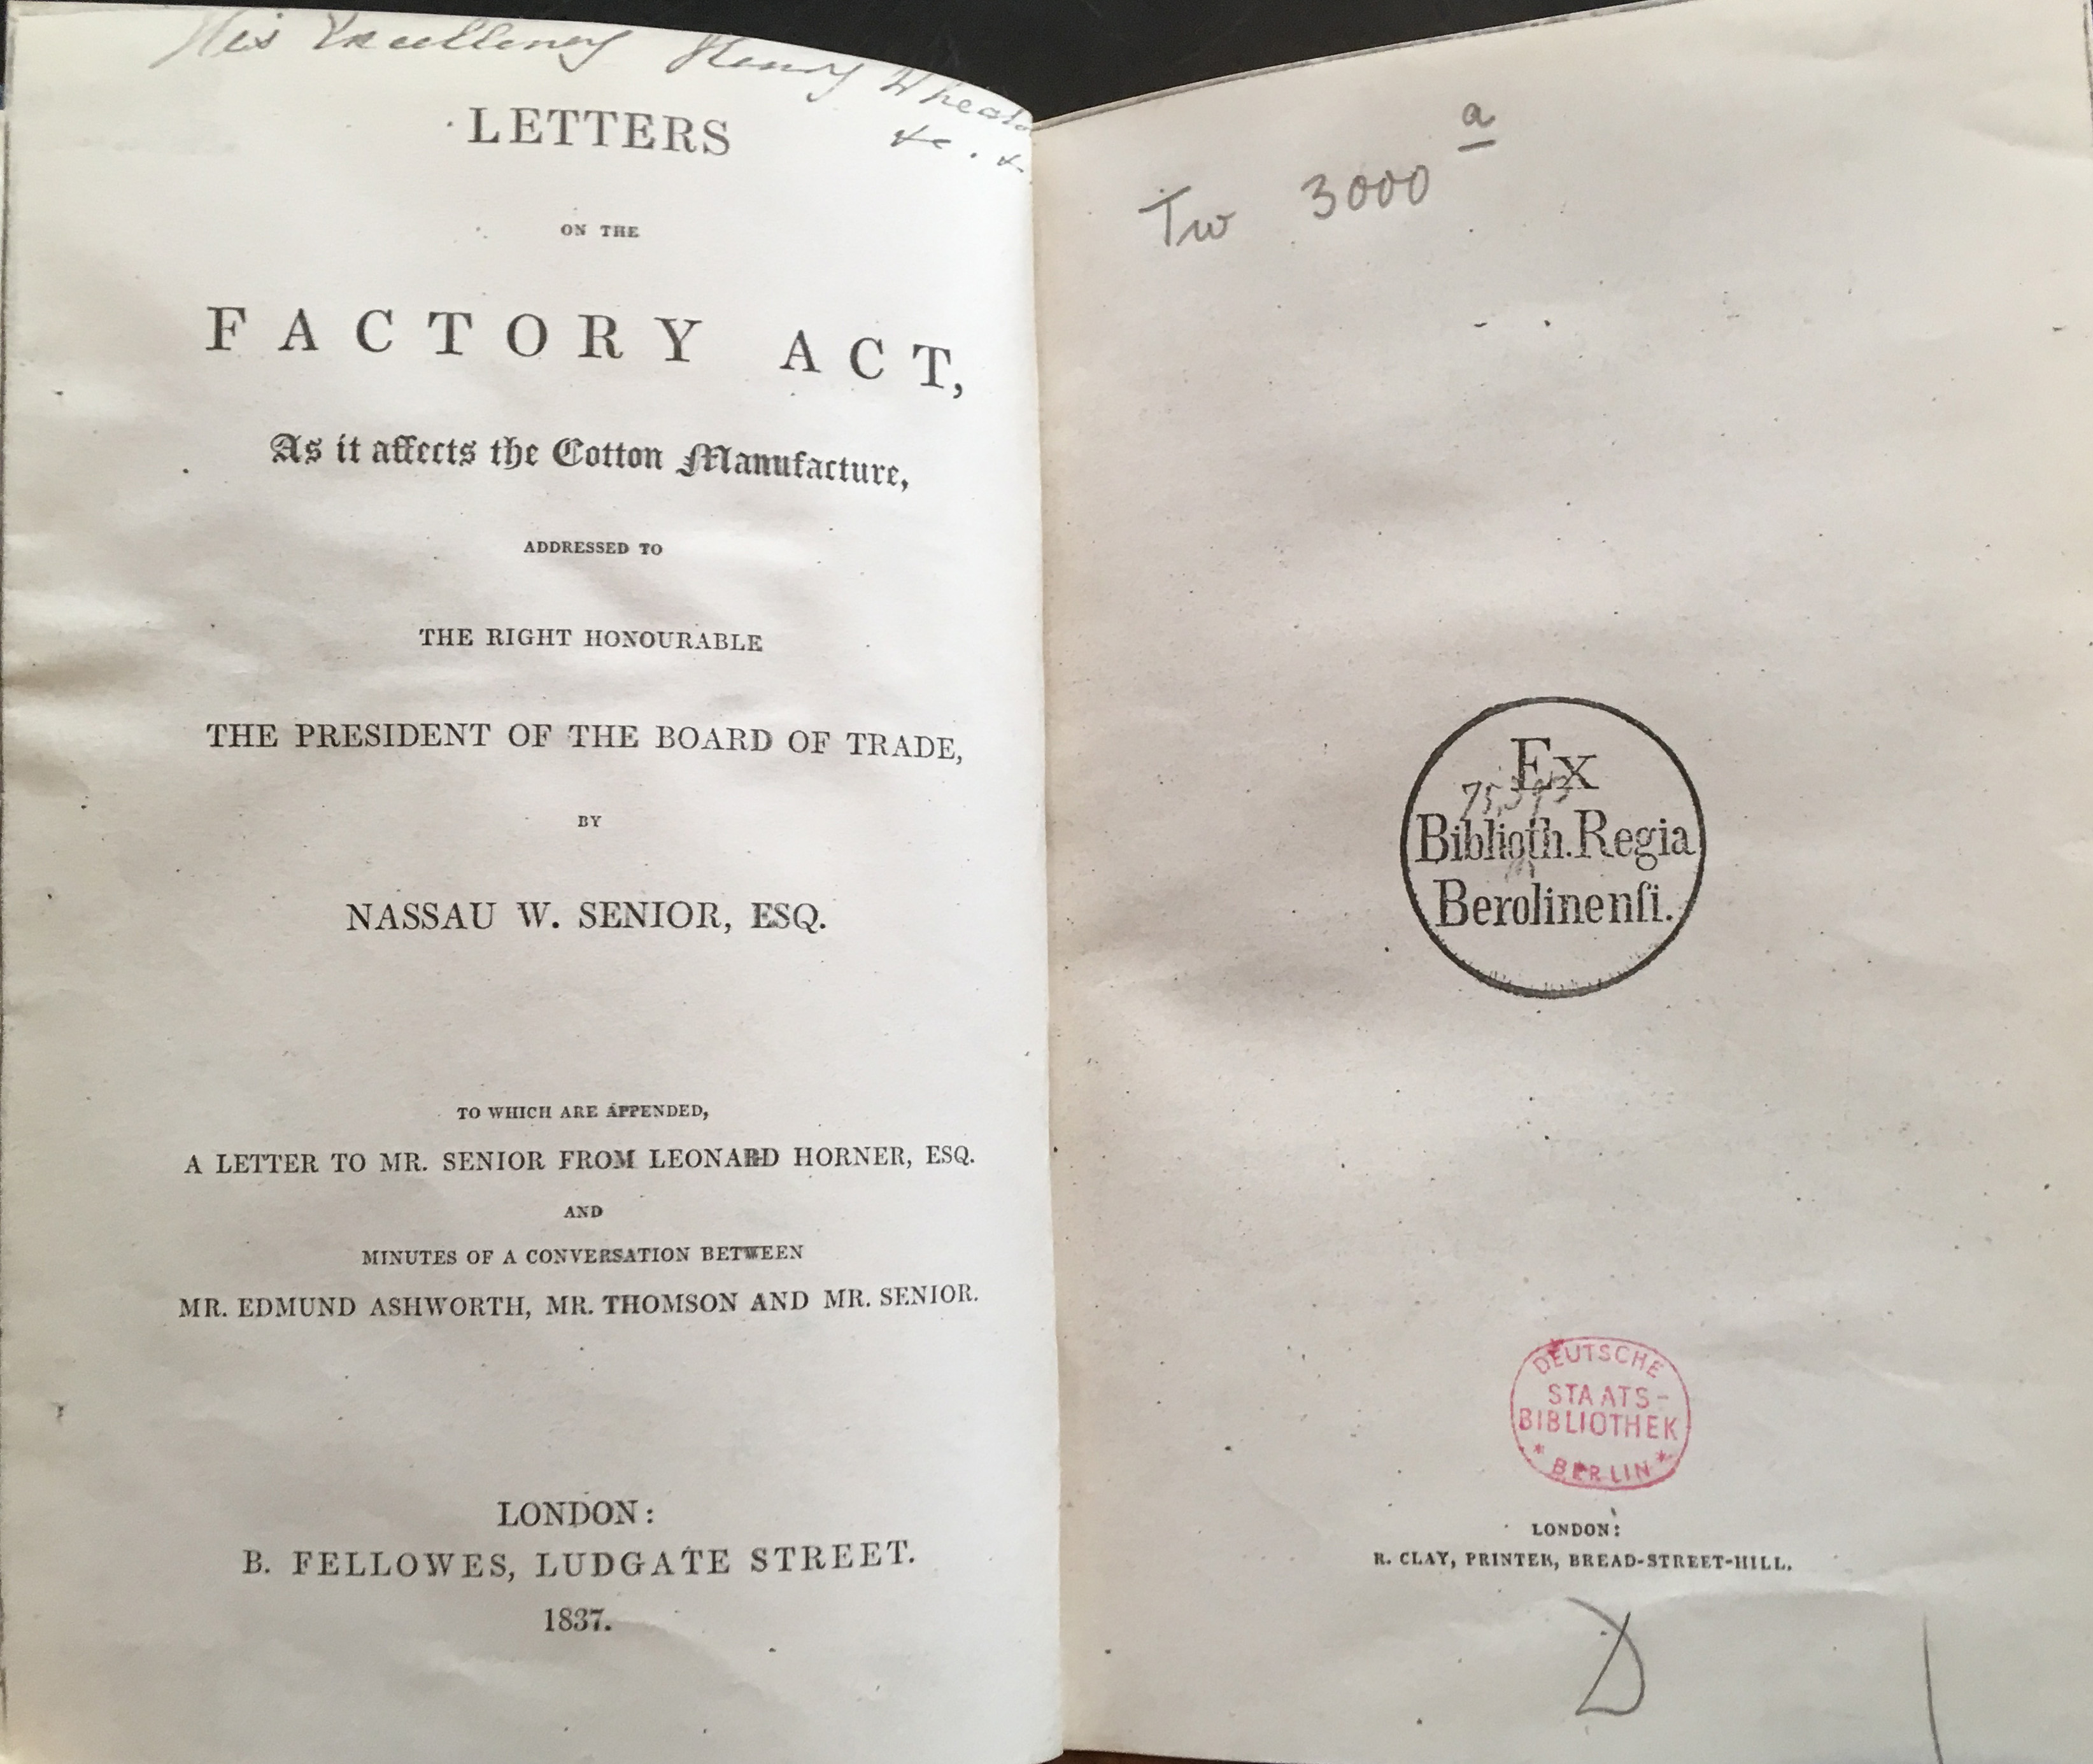 His Excellency Henry Wheato
&c. &
LETTERS
ON THE
FACTORY ACT,
As it affects the Cotton Manufacture,
ADDRESSED TO
THE RIGHT HONOURABLE
THE PRESIDENT OF THE BOARD OF TRADE,
BY
NASSAU W. SENIOR, ESQ.
TO WHICH ARE APPENDED,
A LETTER TO MR. SENIOR FROM LEONARD HORNER, ESQ.
AND
MINUTES OF A CONVERSATION BETWEEN
MR. EDMUND ASHWORTH, MR. THOMSON AND MR. SENIOR.
LONDON:
B. FELLOWES, LUDGATE STREET.
1837.
a
Tw 3000
Ex
Biblioth. Regia
Berolinenſi.
DEUTSCHE
STAATS-
BIBLIOTHEK
* BERLIN *
LONDON:
R. CLAY, PRINTER, BREAD-STREET-HILL.
D